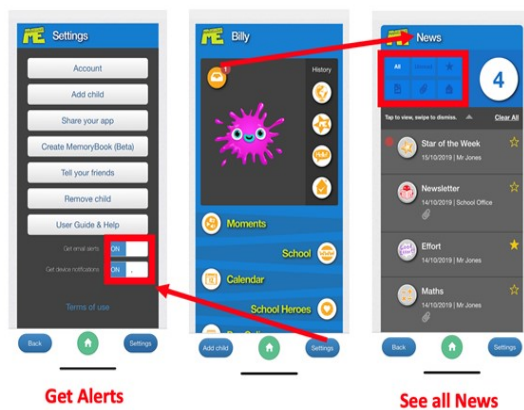 ME Settings
Account
Add child
Share your app
Create MemoryBook (Beta)
Tell your friends
Remove child
User Guide & Help
Get email alerts ON
Get device notifications ON
Terms of use
Back
Settings
Get Alerts
ME Billy
1
History
Moments
School
Calendar
School Heroes
Add child
Settings
ME News
All
Unread
4
Tap to view, swipe to dismiss.
Clear All
Star of the Week
15/10/2019 | Mr Jones
Newsletter
14/10/2019 | School Office
Effort
14/10/2019 | Mr Jones
Maths
14/10/2019 | Mr Jones
Back
Settings
See all News